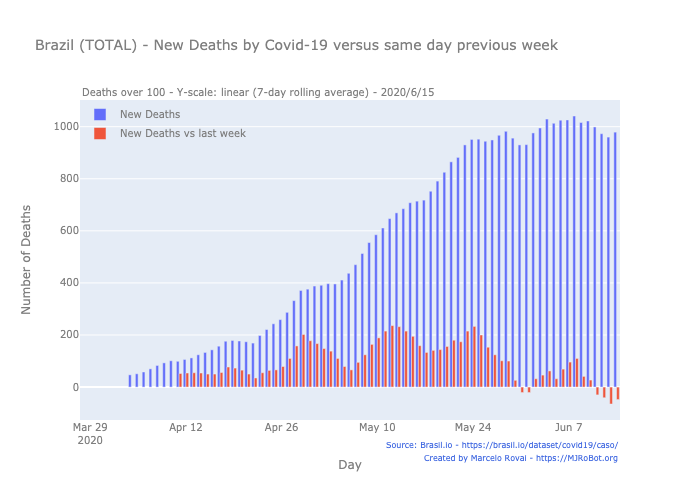 Brazil (TOTAL) - New Deaths by Covid-19 versus same day previous week
Deaths over 100 - Y-scale: linear (7-day rolling average) - 2020/6/15
New Deaths
New Deaths vs last week
1000
800
600
400
200
0
Number of Deaths
Mar 29
2020
Apr 12
Apr 26
May 10
May 24
Jun 7
Day
Source: Brasil.io - https://brasil.io/dataset/covid19/caso/
Created by Marcelo Rovai - https://MJRoBot.org